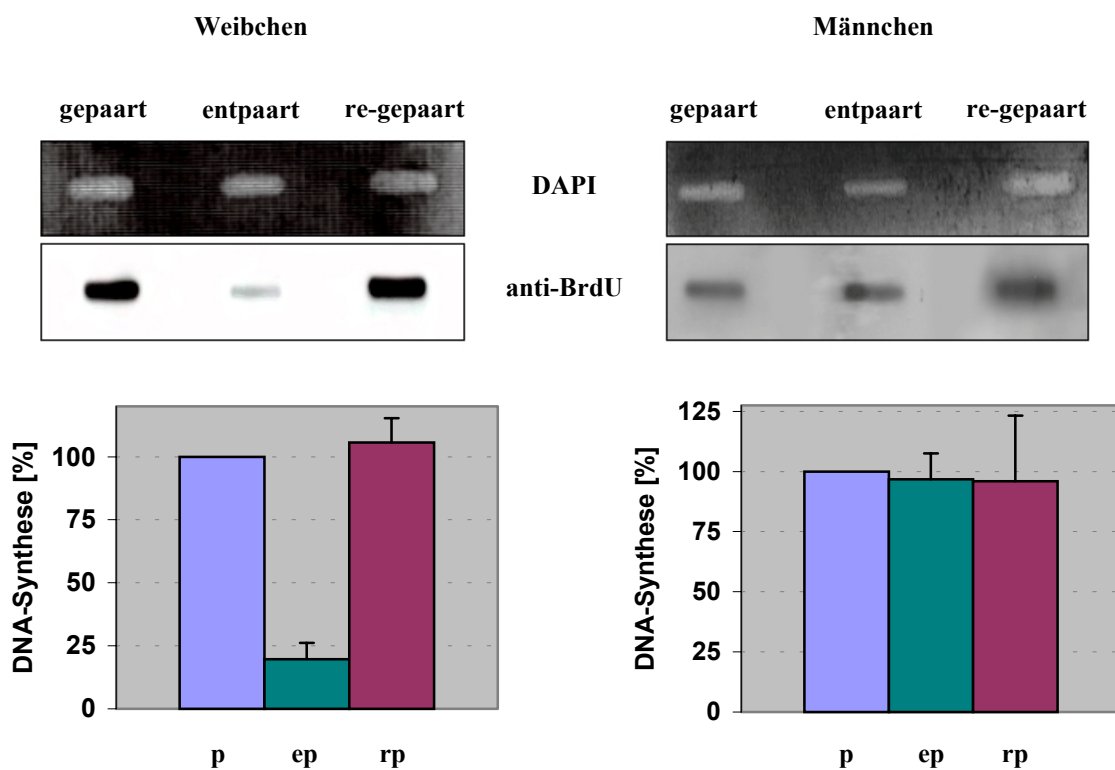 Weibchen Männchen
gepaart entpaart re-gepaart gepaart entpaart re-gepaart
DAPI
anti-BrdU
DNA-Synthese [%]
100
75
50
25
0
p ep rp
DNA-Synthese [%]
125
100
75
50
25
0
p ep rp